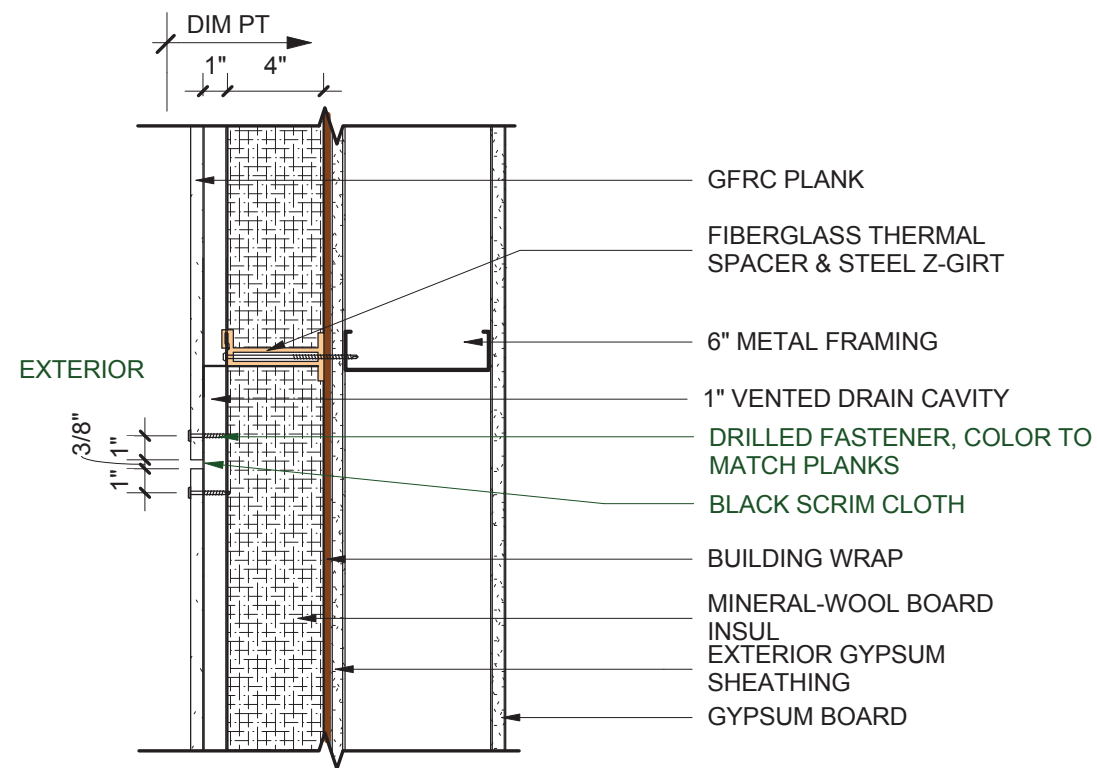 DIM PT
1" 4"
GFRC PLANK
FIBERGLASS THERMAL
SPACER & STEEL Z-GIRT
6" METAL FRAMING
EXTERIOR
1" VENTED DRAIN CAVITY
3/8"
1" 1"
DRILLED FASTENER, COLOR TO
MATCH PLANKS
BLACK SCRIM CLOTH
BUILDING WRAP
MINERAL-WOOL BOARD
INSUL
EXTERIOR GYPSUM
SHEATHING
GYPSUM BOARD